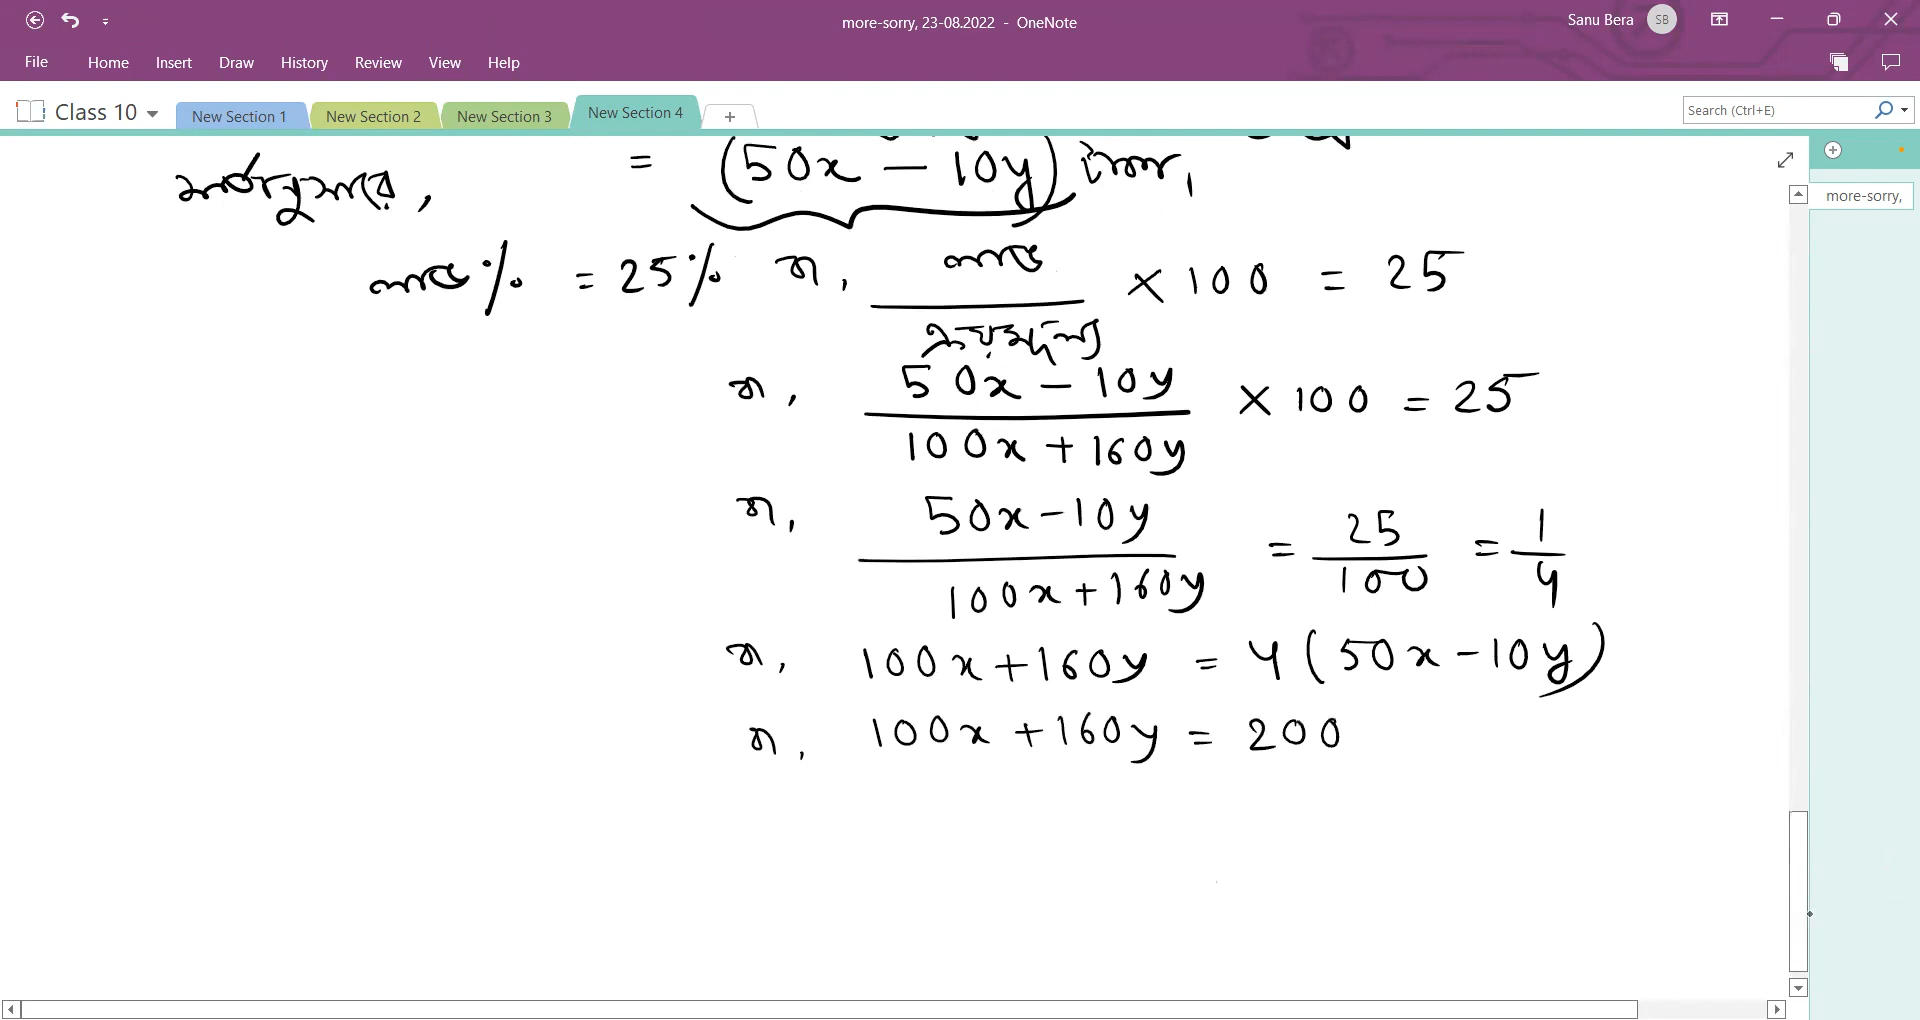 more-sorry, 23-08.2022 - OneNote
Sanu Bera SB
File Home Insert Draw History Review View Help
Class 10 New Section 1 New Section 2 New Section 3 New Section 4 +
Search (Ctrl+E)
more-sorry,
= (50x − 10y) টাকা,
শর্তানুসারে,
লাভ% = 25% বা, লাভ / ক্রয়মূল্য × 100 = 25
বা, 50x − 10y / 100x + 160y × 100 = 25
বা, 50x − 10y / 100x + 160y = 25/100 = 1/4
বা, 100x + 160y = 4 (50x − 10y)
বা, 100x + 160y = 200